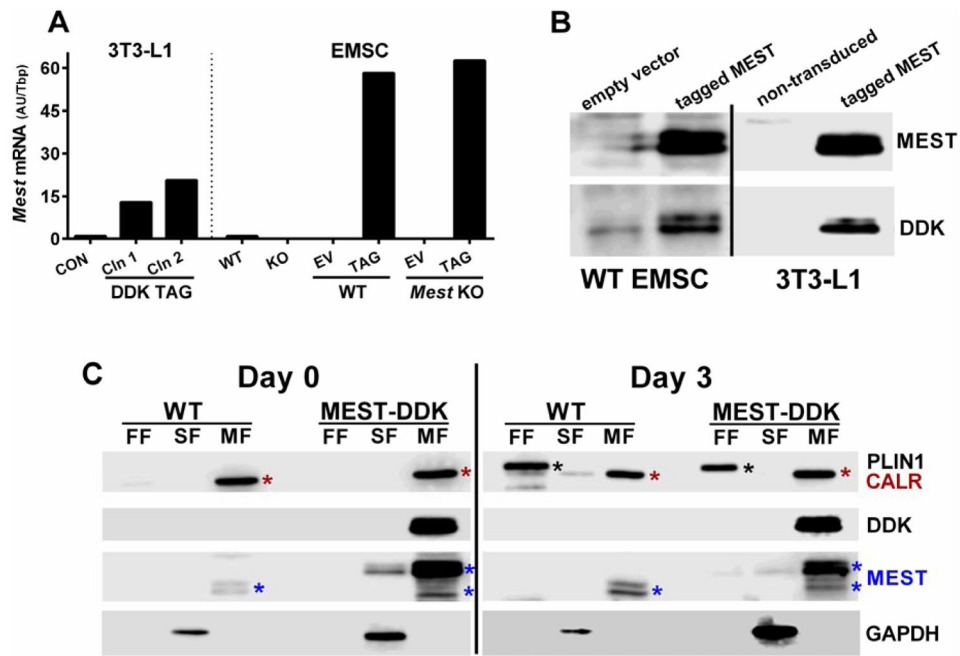 A
3T3-L1 EMSC
Mest mRNA (AU/Tbp)
60
45
30
15
0
CON Cln 1 Cln 2 WT KO EV TAG EV TAG
DDK TAG WT Mest KO
B
empty vector tagged MEST non-transduced tagged MEST
MEST
DDK
WT EMSC 3T3-L1
C
Day 0 Day 3
WT MEST-DDK WT MEST-DDK
FF SF MF FF SF MF FF SF MF FF SF MF
* * * * * * PLIN1
CALR
DDK
* * * * * * MEST
GAPDH